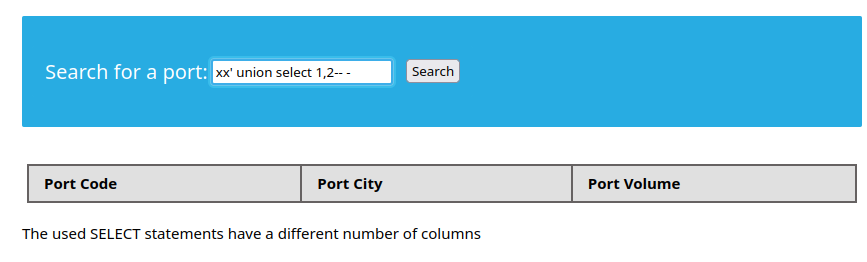 Search for a port: xx' union select 1,2-- - Search
Port Code Port City Port Volume
The used SELECT statements have a different number of columns